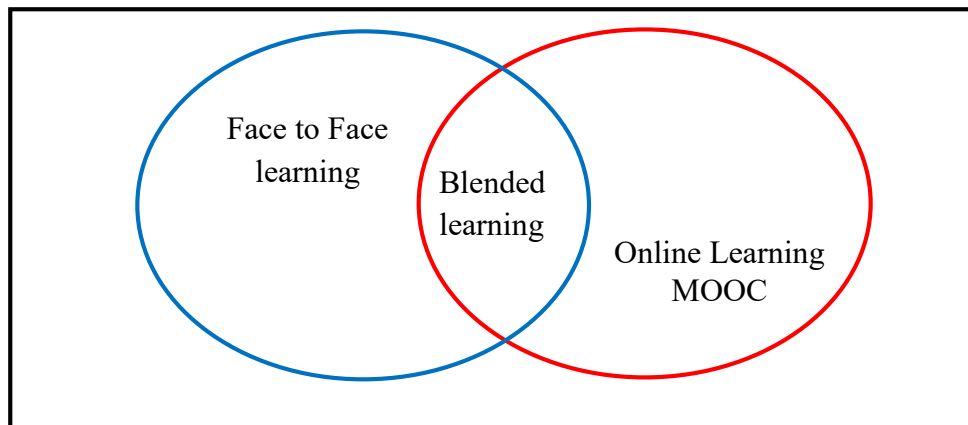 Face to Face
learning
Blended
learning
Online Learning
MOOC